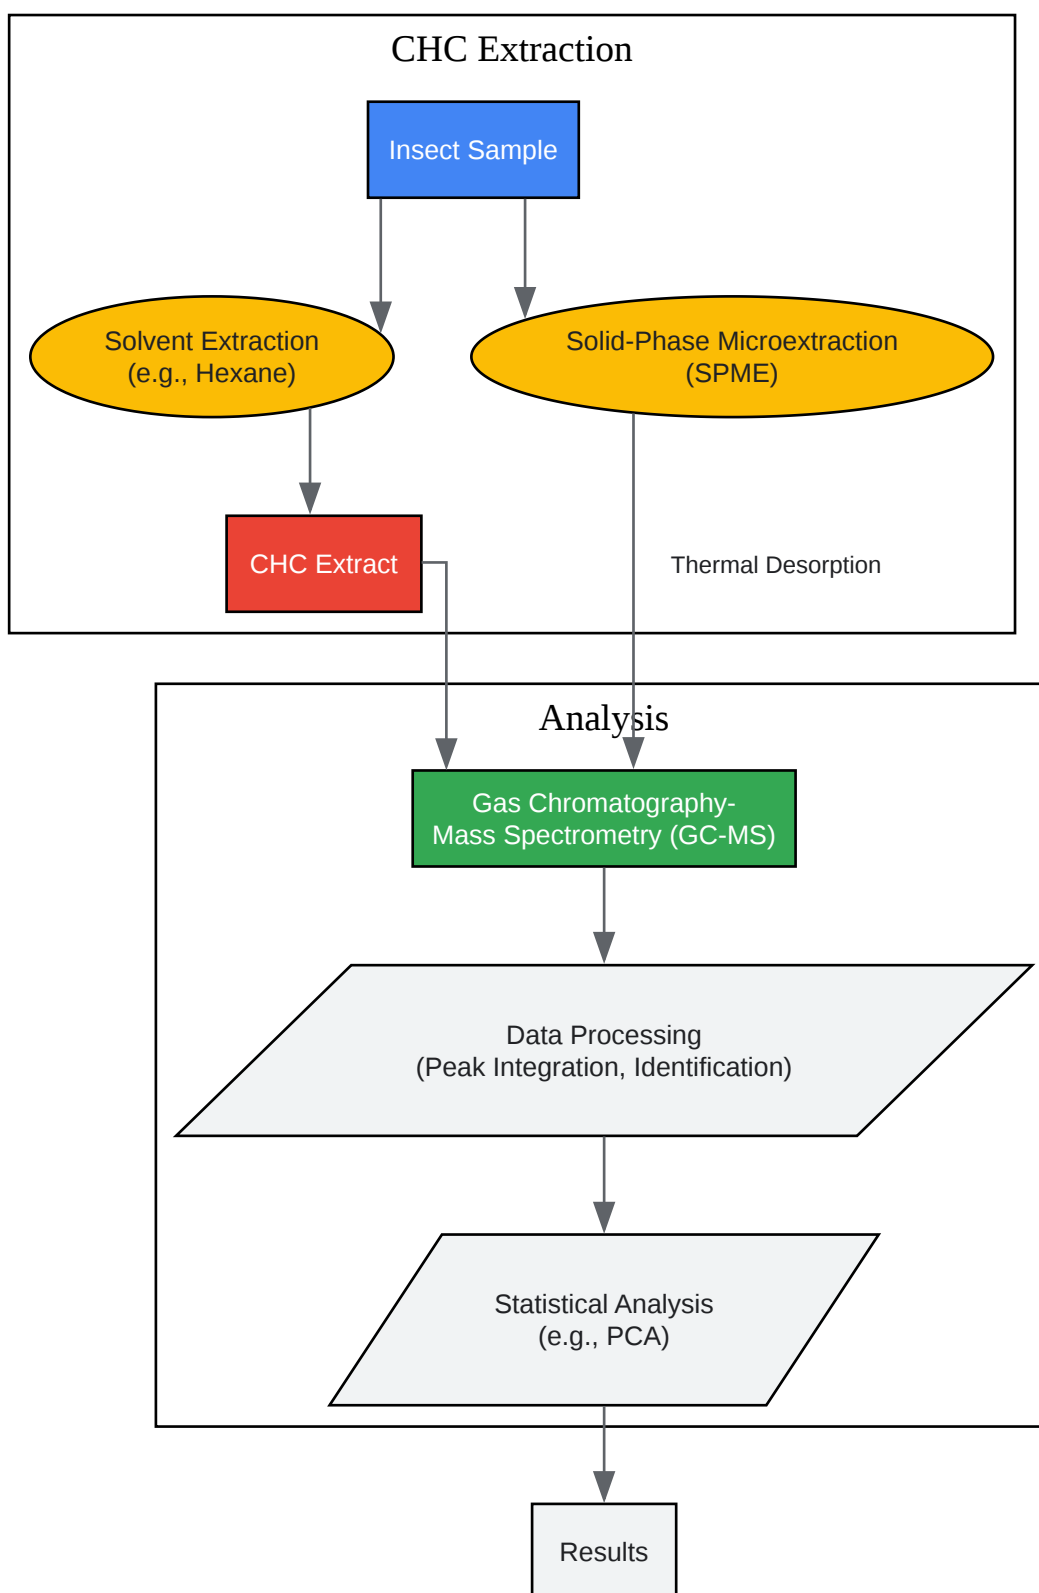 CHC Extraction
Insect Sample
Solvent Extraction
(e.g., Hexane)
Solid-Phase Microextraction
(SPME)
CHC Extract
Thermal Desorption
Analysis
Gas Chromatography-
Mass Spectrometry (GC-MS)
Data Processing
(Peak Integration, Identification)
Statistical Analysis
(e.g., PCA)
Results